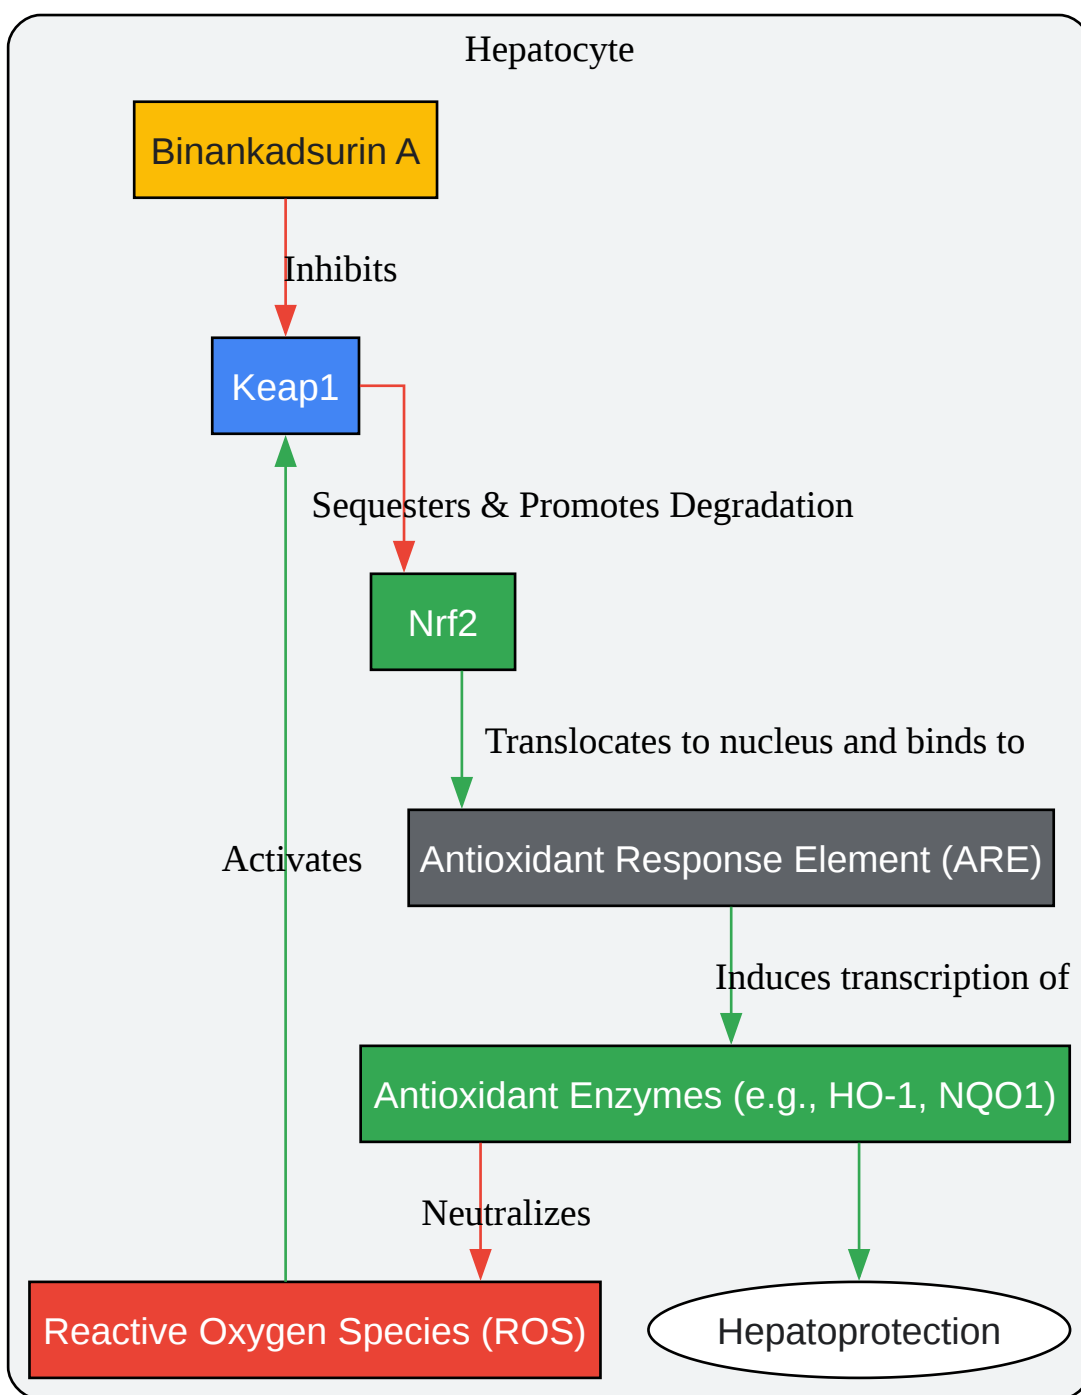 Hepatocyte
Binankadsurin A
Inhibits
Keap1
Sequesters & Promotes Degradation
Nrf2
Translocates to nucleus and binds to
Activates
Antioxidant Response Element (ARE)
Induces transcription of
Antioxidant Enzymes (e.g., HO-1, NQO1)
Neutralizes
Reactive Oxygen Species (ROS)
Hepatoprotection